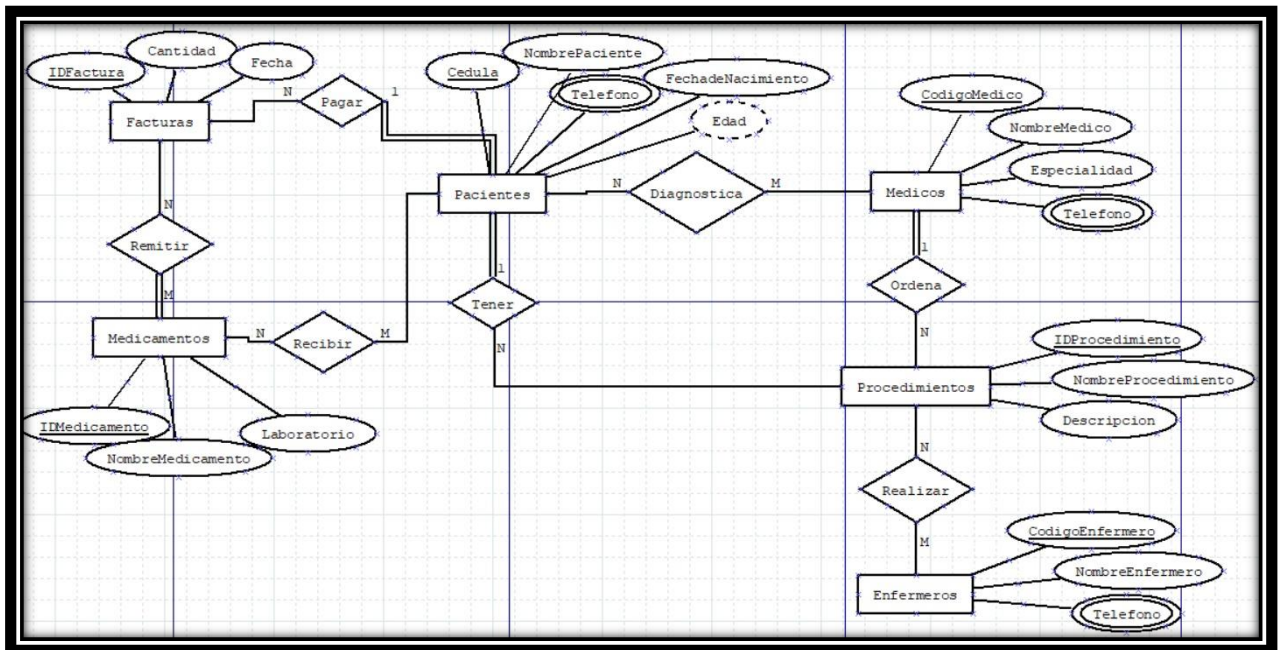 IDFactura
Cantidad
Fecha
Facturas
N
Pagar
1
Cedula
NombrePaciente
Telefono
FechadeNacimiento
Edad
Pacientes
N
Diagnostica
M
CodigoMedico
NombreMedico
Especialidad
Telefono
Medicos
N
Remitir
M
Medicamentos
N
Recibir
M
1
Tener
N
1
Ordena
N
IDMedicamento
NombreMedicamento
Laboratorio
Procedimientos
IDProcedimiento
NombreProcedimiento
Descripcion
N
Realizar
M
Enfermeros
CodigoEnfermero
NombreEnfermero
Telefono